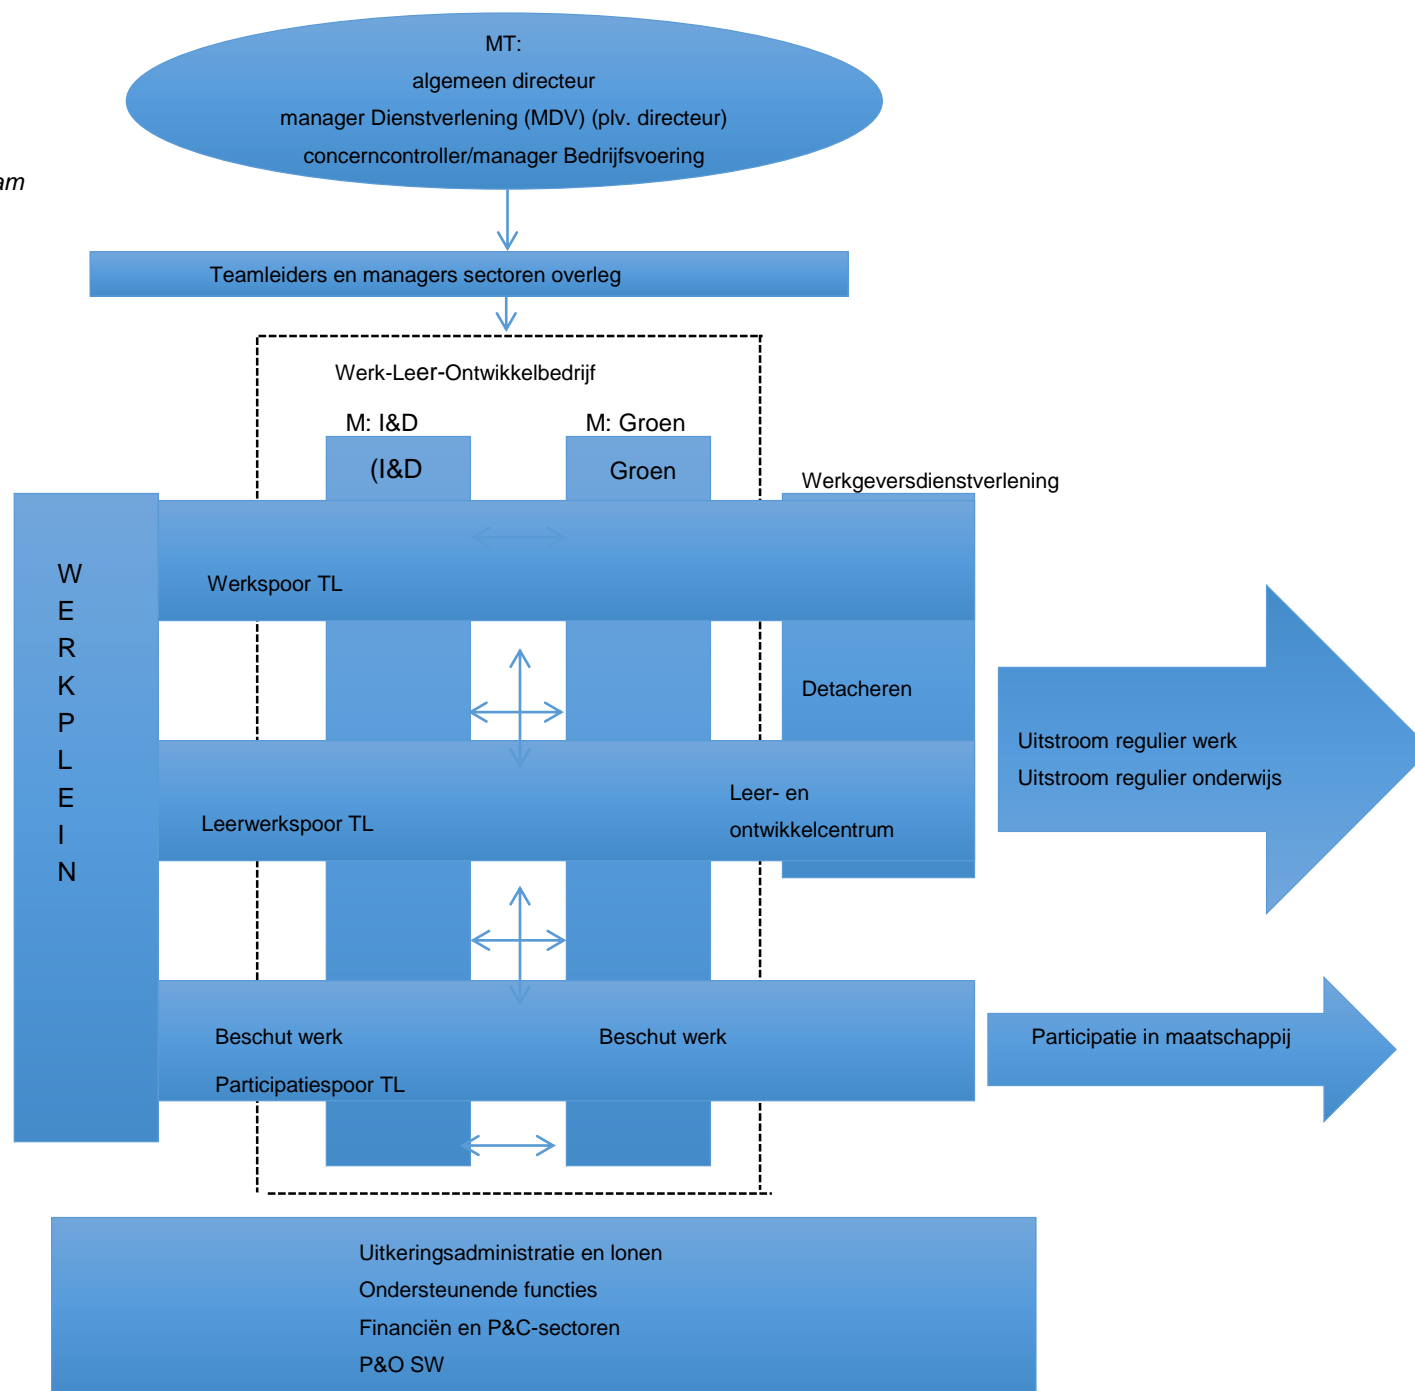 MT:
algemeen directeur
manager Dienstverlening (MDV) (plv. directeur)
concerncontroller/manager Bedrijfsvoering
am
Teamleiders en managers sectoren overleg
Werk-Leer-Ontwikkelbedrijf
M: I&D
M: Groen
(I&D
Groen
Werkgeversdienstverlening
W
E
R
K
P
L
E
I
N
Werkspoor TL
Detacheren
Uitstroom regulier werk
Uitstroom regulier onderwijs
Leer- en
ontwikkelcentrum
Leerwerkspoor TL
Beschut werk
Beschut werk
Participatiespoor TL
Participatie in maatschappij
Uitkeringsadministratie en lonen
Ondersteunende functies
Financiën en P&C-sectoren
P&O SW